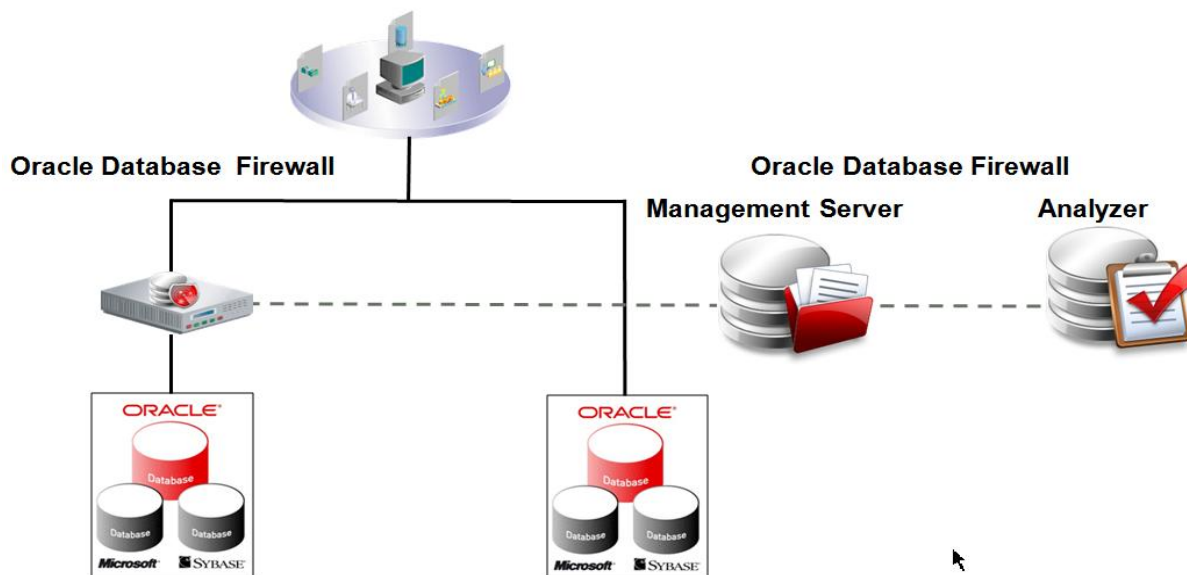 Oracle Database Firewall
Oracle Database Firewall
Management Server
Analyzer
ORACLE®
Database
Database
Database
Microsoft®
SYBASE®
ORACLE®
Database
Database
Database
Microsoft®
SYBASE®